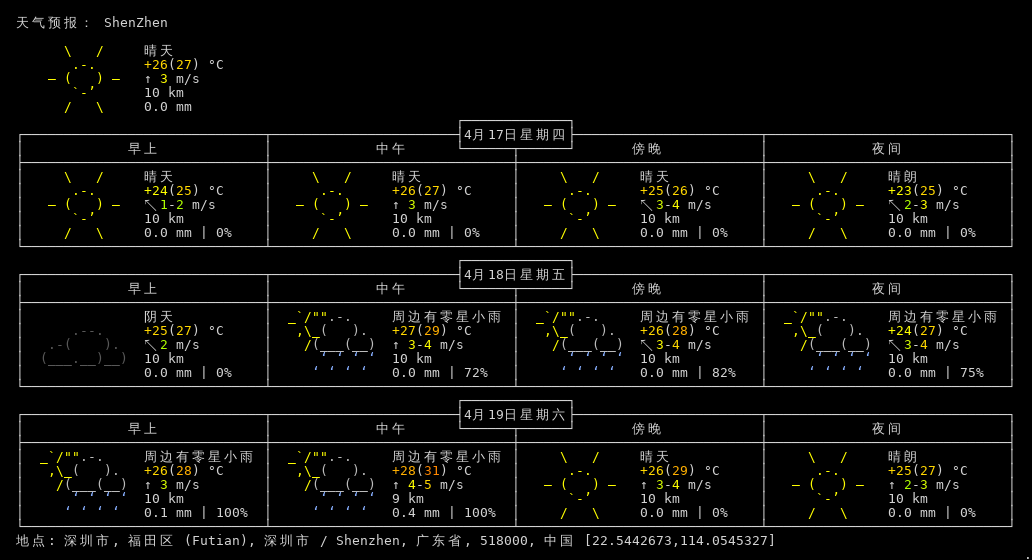 天气预报： ShenZhen
晴天
+26(27) °C
↑ 3 m/s
10 km
0.0 mm
4月17日星期四
早上 中午 傍晚 夜间
晴天 晴天 晴天 晴朗
+24(25) °C +26(27) °C +25(26) °C +23(25) °C
↖ 1-2 m/s ↑ 3 m/s ↖ 3-4 m/s ↖ 2-3 m/s
10 km 10 km 10 km 10 km
0.0 mm | 0% 0.0 mm | 0% 0.0 mm | 0% 0.0 mm | 0%
4月18日星期五
早上 中午 傍晚 夜间
阴天 周边有零星小雨 周边有零星小雨 周边有零星小雨
+25(27) °C +27(29) °C +26(28) °C +24(27) °C
↖ 2 m/s ↑ 3-4 m/s ↖ 3-4 m/s ↖ 3-4 m/s
10 km 10 km 10 km 10 km
0.0 mm | 0% 0.0 mm | 72% 0.0 mm | 82% 0.0 mm | 75%
4月19日星期六
早上 中午 傍晚 夜间
周边有零星小雨 周边有零星小雨 晴天 晴朗
+26(28) °C +28(31) °C +26(29) °C +25(27) °C
↑ 3 m/s ↑ 4-5 m/s ↑ 3-4 m/s ↑ 2-3 m/s
10 km 9 km 10 km 10 km
0.1 mm | 100% 0.4 mm | 100% 0.0 mm | 0% 0.0 mm | 0%
地点: 深圳市, 福田区 (Futian), 深圳市 / Shenzhen, 广东省, 518000, 中国 [22.5442673,114.0545327]